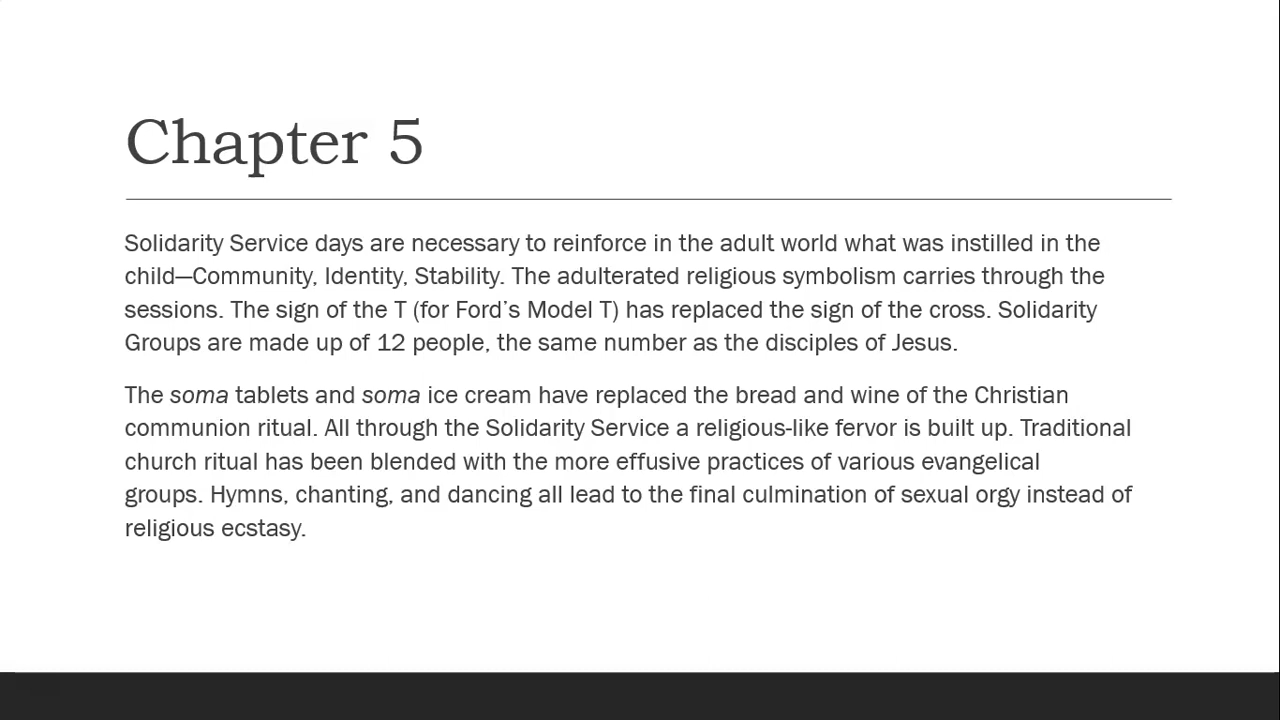 Chapter 5
Solidarity Service days are necessary to reinforce in the adult world what was instilled in the
child—Community, Identity, Stability. The adulterated religious symbolism carries through the
sessions. The sign of the T (for Ford's Model T) has replaced the sign of the cross. Solidarity
Groups are made up of 12 people, the same number as the disciples of Jesus.
The soma tablets and soma ice cream have replaced the bread and wine of the Christian
communion ritual. All through the Solidarity Service a religious-like fervor is built up. Traditional
church ritual has been blended with the more effusive practices of various evangelical
groups. Hymns, chanting, and dancing all lead to the final culmination of sexual orgy instead of
religious ecstasy.